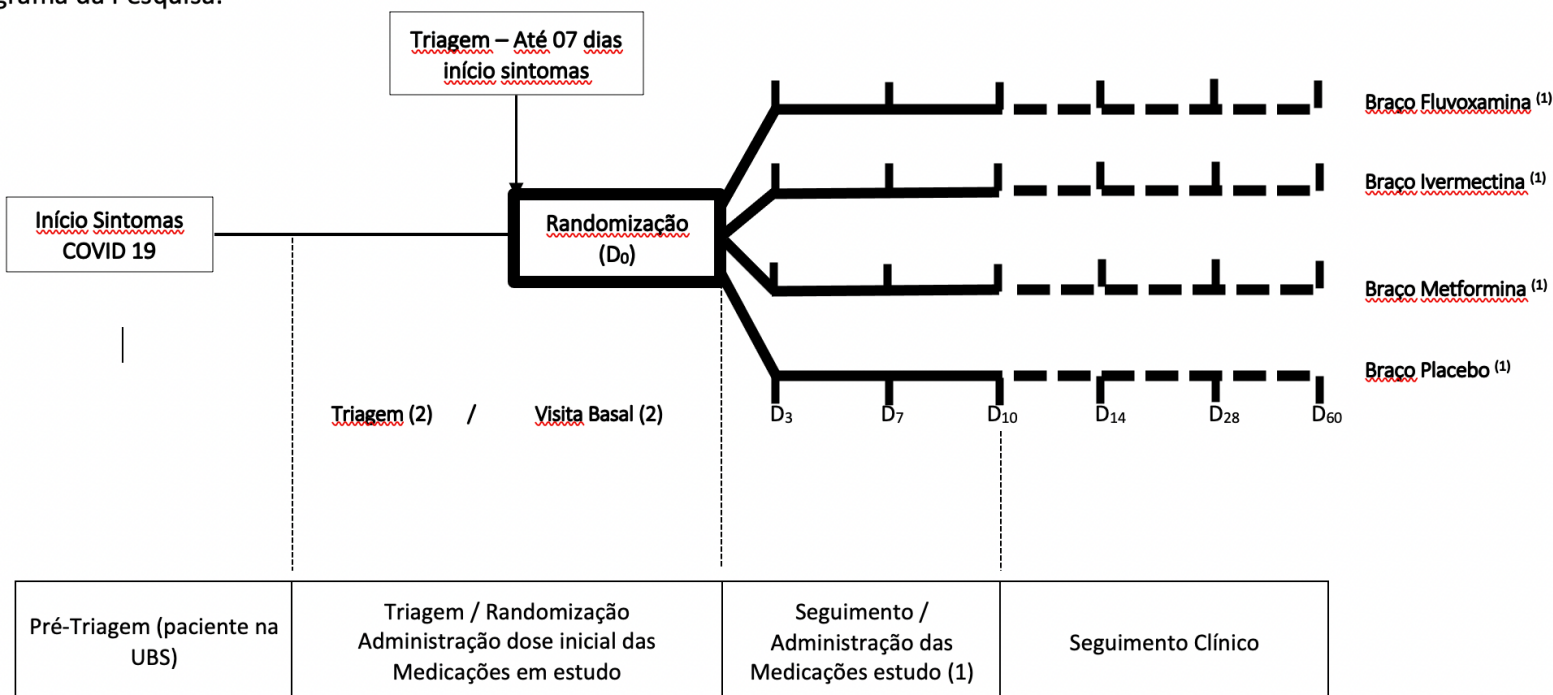 da Pesquisa:
Triagem – Até 07 dias
início sintomas
Início Sintomas
COVID 19
Randomização
(D₀)
Braço Fluvoxamina ⁽¹⁾
Braço Ivermectina ⁽¹⁾
Braço Metformina ⁽¹⁾
Braço Placebo ⁽¹⁾
Triagem (2) / Visita Basal (2)
D₃ D₇ D₁₀ D₁₄ D₂₈ D₆₀
Pré-Triagem (paciente na
UBS)
Triagem / Randomização
Administração dose inicial das
Medicações em estudo
Seguimento /
Administração das
Medicações estudo (1)
Seguimento Clínico